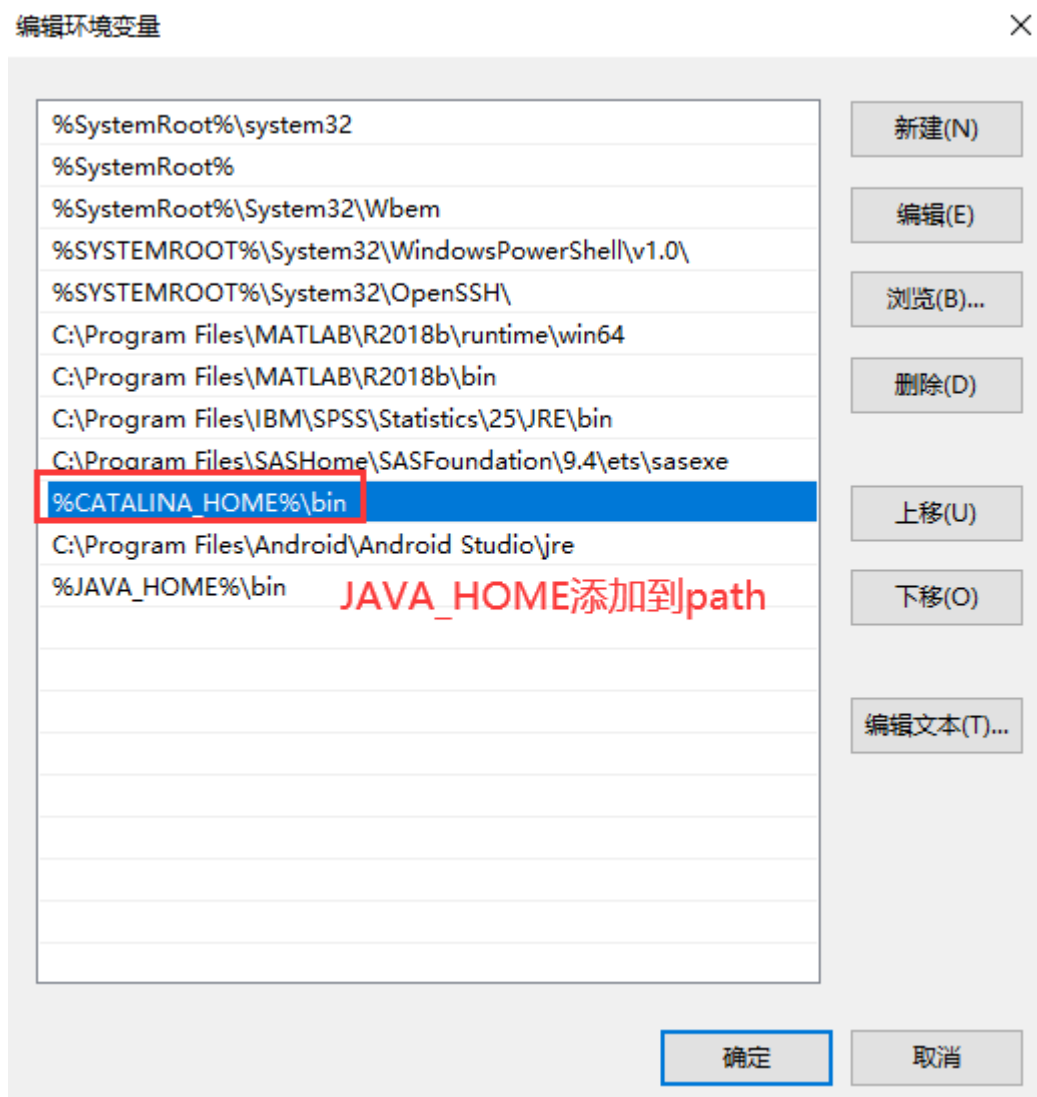 编辑环境变量
%SystemRoot%\system32
%SystemRoot%
%SystemRoot%\System32\Wbem
%SYSTEMROOT%\System32\WindowsPowerShell\v1.0\
%SYSTEMROOT%\System32\OpenSSH\
C:\Program Files\MATLAB\R2018b\runtime\win64
C:\Program Files\MATLAB\R2018b\bin
C:\Program Files\IBM\SPSS\Statistics\25\JRE\bin
C:\Program Files\SASHome\SASFoundation\9.4\ets\sasexe
%CATALINA_HOME%\bin
C:\Program Files\Android\Android Studio\jre
%JAVA_HOME%\bin
JAVA_HOME添加到path
新建(N)
编辑(E)
浏览(B)...
删除(D)
上移(U)
下移(O)
编辑文本(T)...
确定
取消